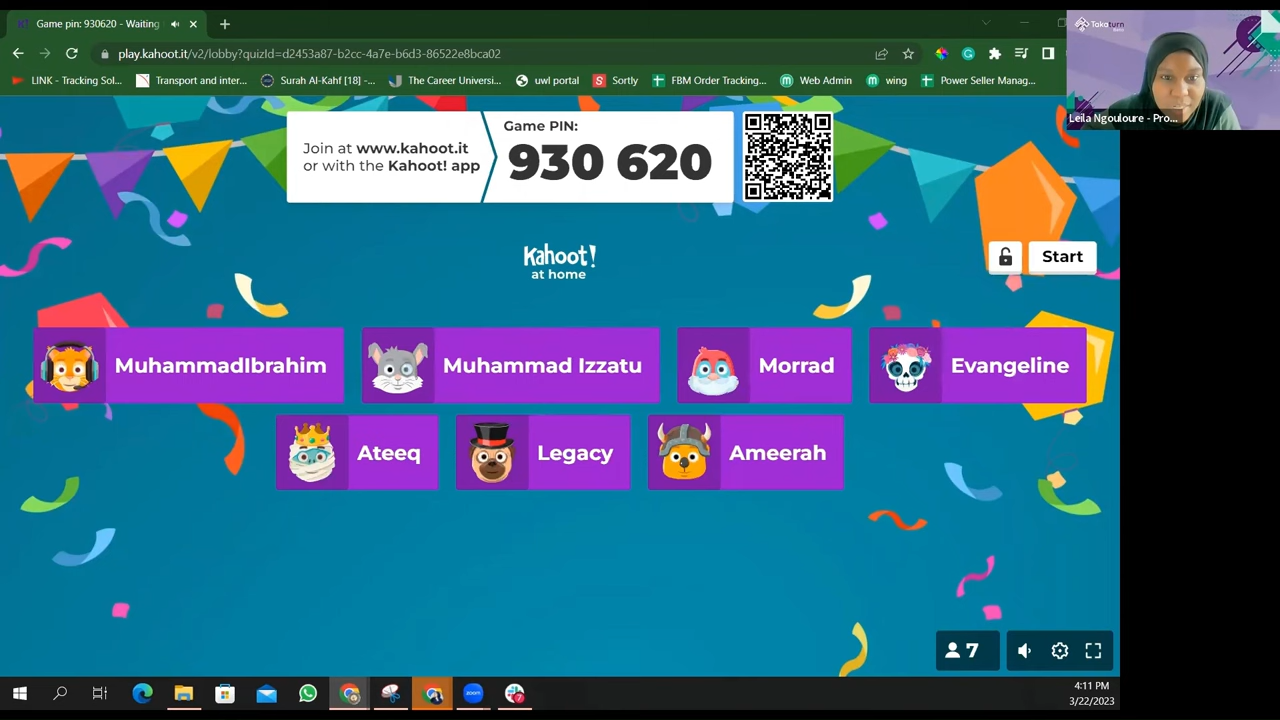 Game pin: 930620 - Waiting
play.kahoot.it/v2/lobby?quizId=d2453a87-b2cc-4a7e-b6d3-86522e8bca02
LINK - Tracking Sol...
Transport and inter...
Surah Al-Kahf [18] -...
The Career Universi...
uwl portal
Sortly
FBM Order Tracking...
Web Admin
wing
Power Seller Manag...
Takaturn
Leila Ngouloure - Pro...
Join at www.kahoot.it
or with the Kahoot! app
Game PIN:
930 620
Kahoot!
at home
Start
MuhammadIbrahim
Muhammad Izzatu
Morrad
Evangeline
Ateeq
Legacy
Ameerah
7
zoom
4:11 PM
3/22/2023